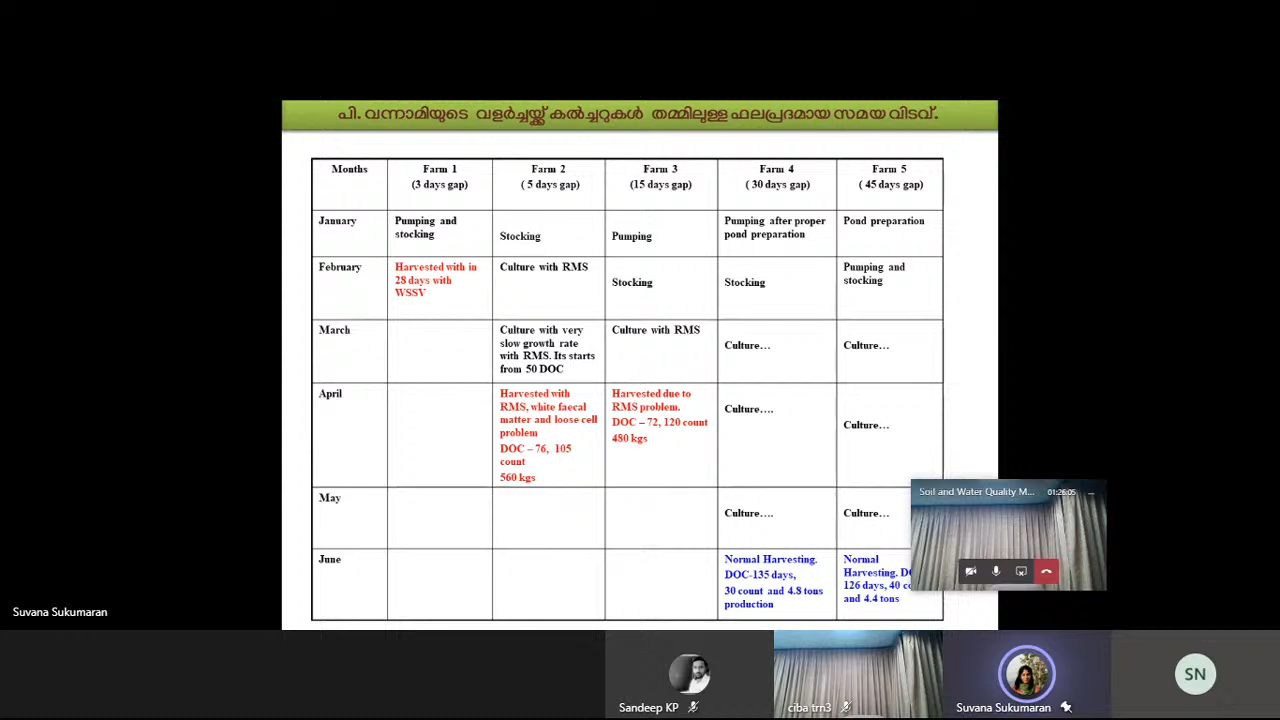 പി. വന്നാമിയുടെ വളർച്ചയ്ക്ക് കൽച്ചറുകൾ തമ്മിലുള്ള ഫലപ്രദമായ സമയ വിടവ്.
Months
Farm 1
(3 days gap)
Farm 2
( 5 days gap)
Farm 3
(15 days gap)
Farm 4
( 30 days gap)
Farm 5
( 45 days gap)
January
Pumping and
stocking
Stocking
Pumping
Pumping after proper
pond preparation
Pond preparation
February
Harvested with in
28 days with
WSSV
Culture with RMS
Stocking
Stocking
Pumping and
stocking
March
Culture with very
slow growth rate
with RMS. Its starts
from 50 DOC
Culture with RMS
Culture…
Culture…
April
Harvested with
RMS, white faecal
matter and loose cell
problem
DOC – 76, 105
count
560 kgs
Harvested due to
RMS problem.
DOC – 72, 120 count
480 kgs
Culture….
Culture…
May
Culture….
Culture…
June
Normal Harvesting.
DOC-135 days,
30 count and 4.8 tons
production
Normal
Harvesting.
126 days, 40
and 4.4 tons
Soil and Water Quality M...
01:26:05
Suvana Sukumaran
Sandeep KP
ciba trn3
Suvana Sukumaran
SN